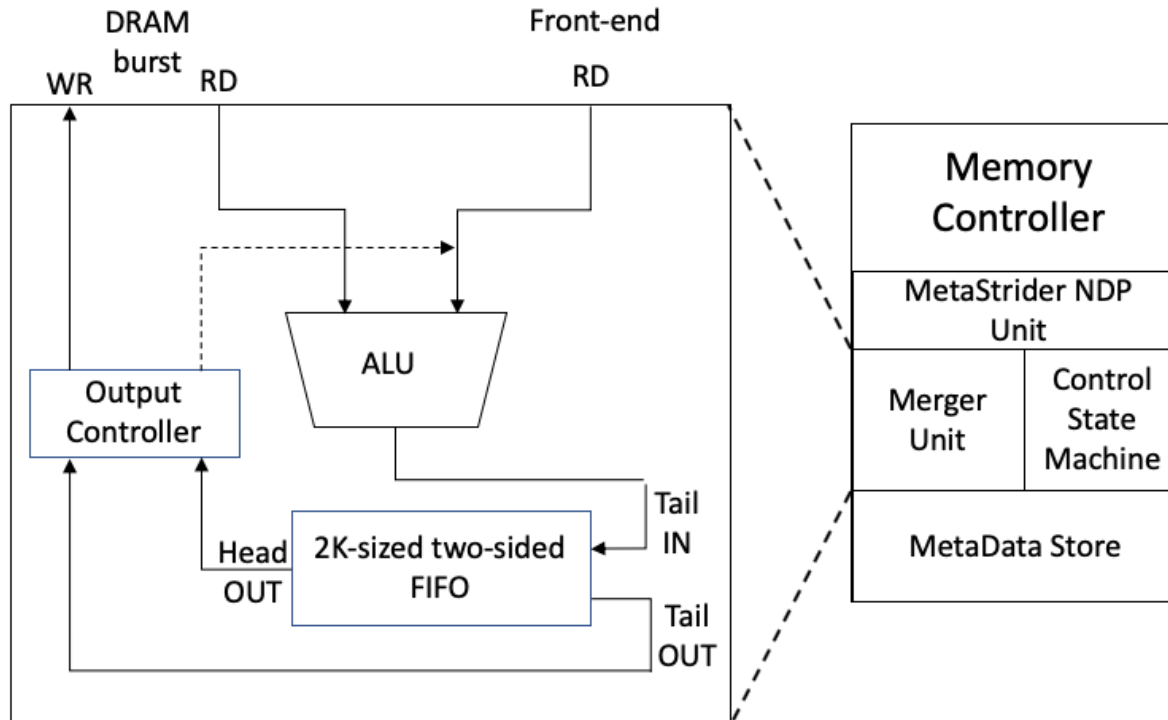 DRAM
burst
WR
RD
Front-end
RD
ALU
Output
Controller
Tail
IN
Head
OUT
2K-sized two-sided
FIFO
Tail
OUT
Memory
Controller
MetaStrider NDP
Unit
Merger
Unit
Control
State
Machine
MetaData Store